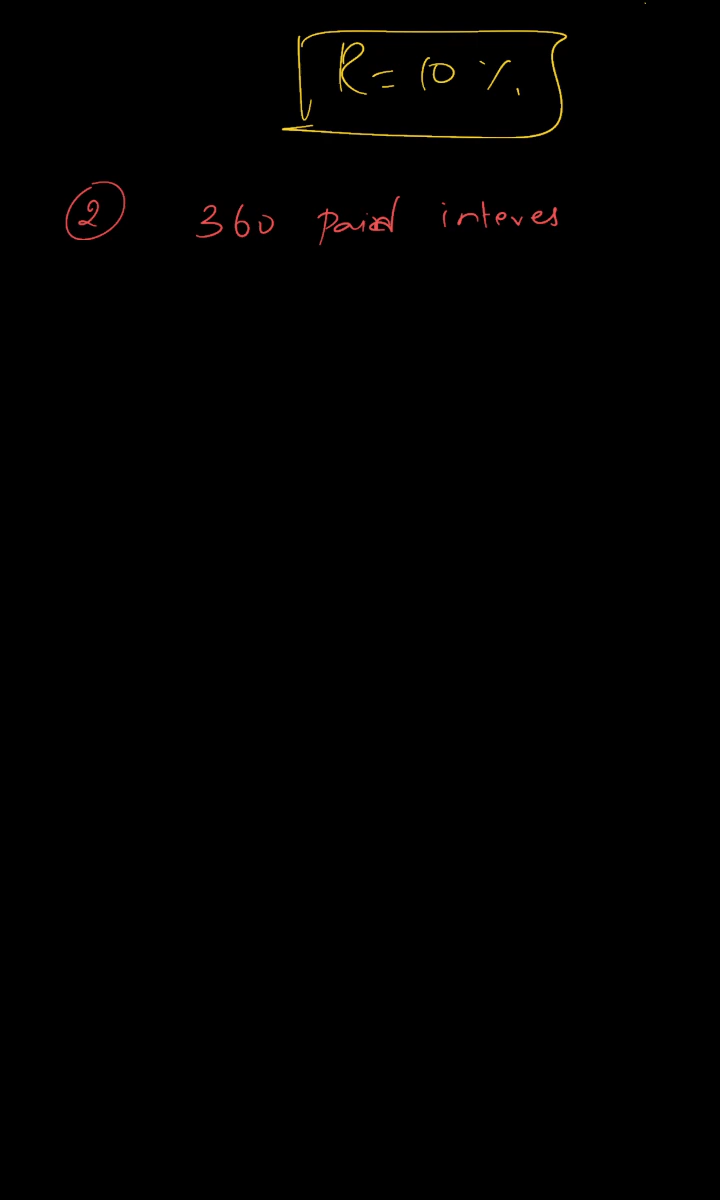 R = 10 %.
② 360 paid interes